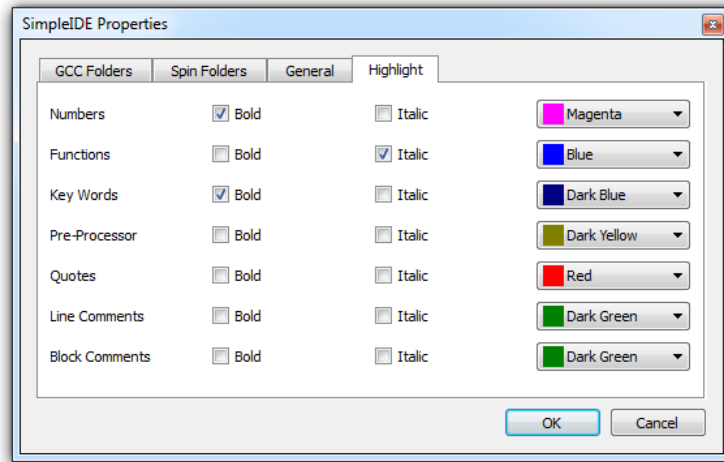 SimpleIDE Properties
GCC Folders Spin Folders General Highlight
Numbers Bold Italic Magenta
Functions Bold Italic Blue
Key Words Bold Italic Dark Blue
Pre-Processor Bold Italic Dark Yellow
Quotes Bold Italic Red
Line Comments Bold Italic Dark Green
Block Comments Bold Italic Dark Green
OK Cancel